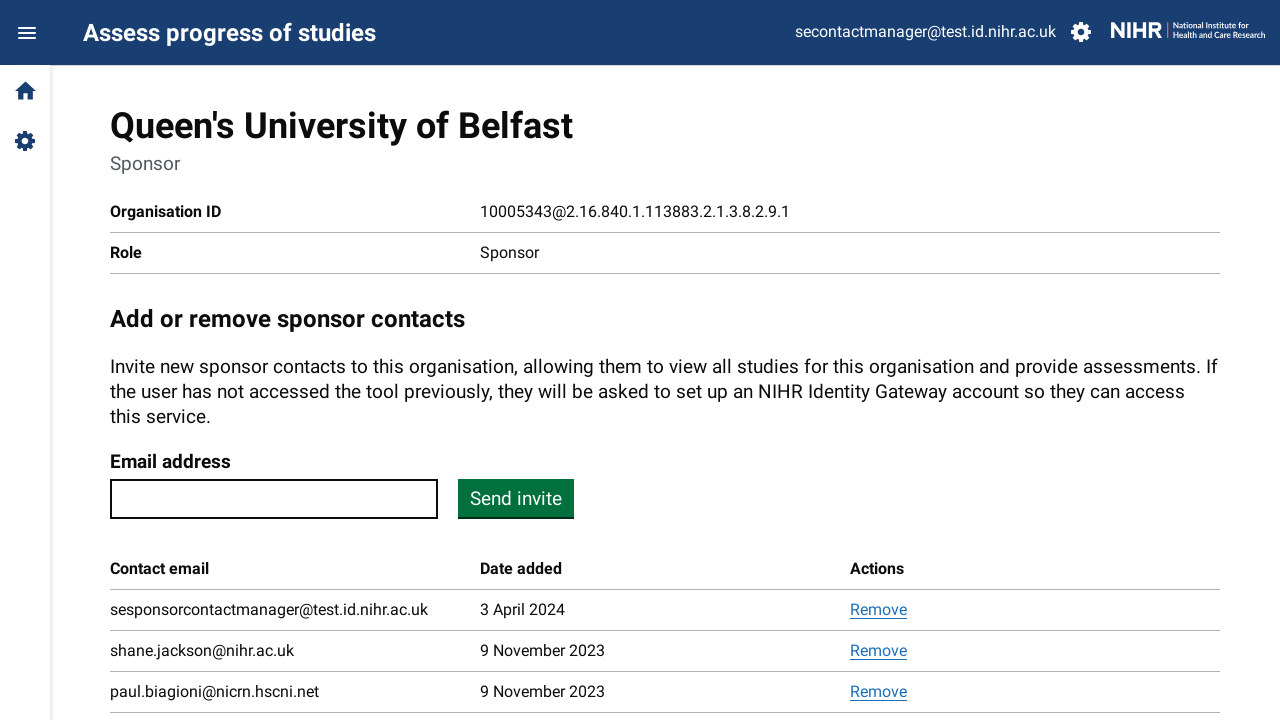 Assess progress of studies
secontactmanager@test.id.nihr.ac.uk
NIHR | National Institute for
Health and Care Research
Queen's University of Belfast
Sponsor
Organisation ID 10005343@2.16.840.1.113883.2.1.3.8.2.9.1
Role Sponsor
Add or remove sponsor contacts
Invite new sponsor contacts to this organisation, allowing them to view all studies for this organisation and provide assessments. If
the user has not accessed the tool previously, they will be asked to set up an NIHR Identity Gateway account so they can access
this service.
Email address
Send invite
Contact email Date added Actions
sesponsorcontactmanager@test.id.nihr.ac.uk 3 April 2024 Remove
shane.jackson@nihr.ac.uk 9 November 2023 Remove
paul.biagioni@nicrn.hscni.net 9 November 2023 Remove